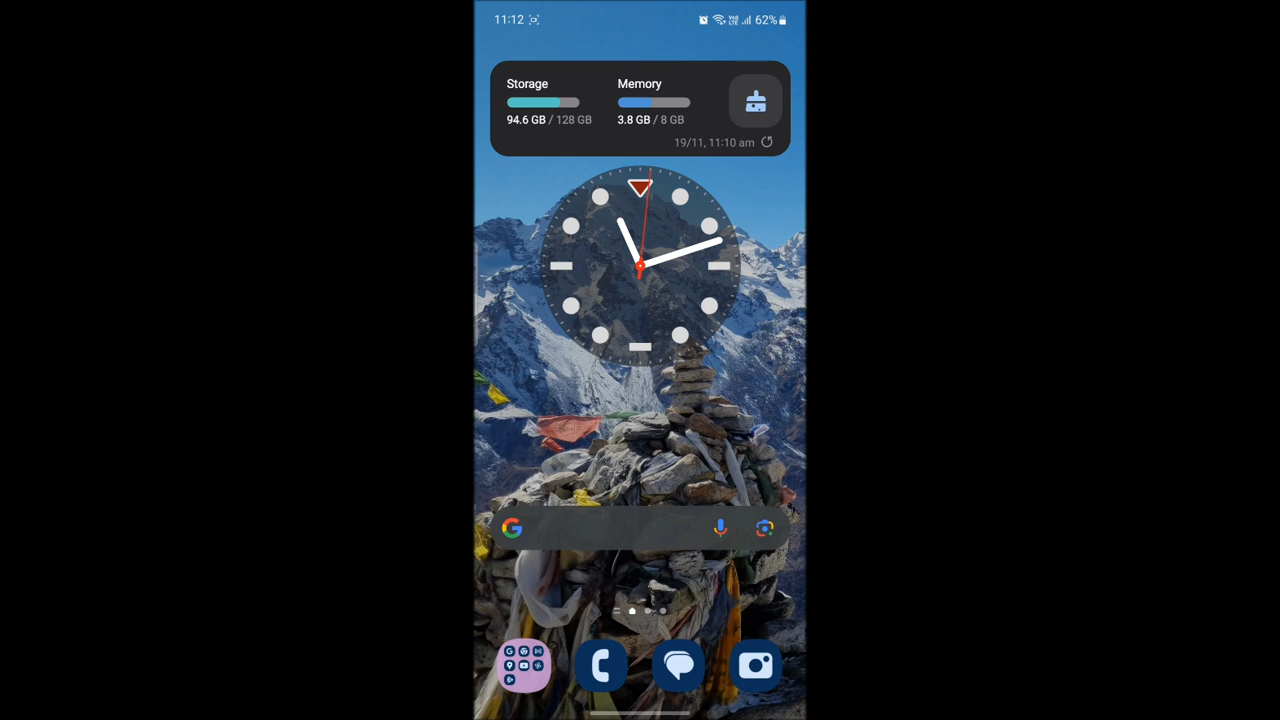 11:12 62%
Storage Memory
94.6 GB / 128 GB 3.8 GB / 8 GB
19/11, 11:10 am